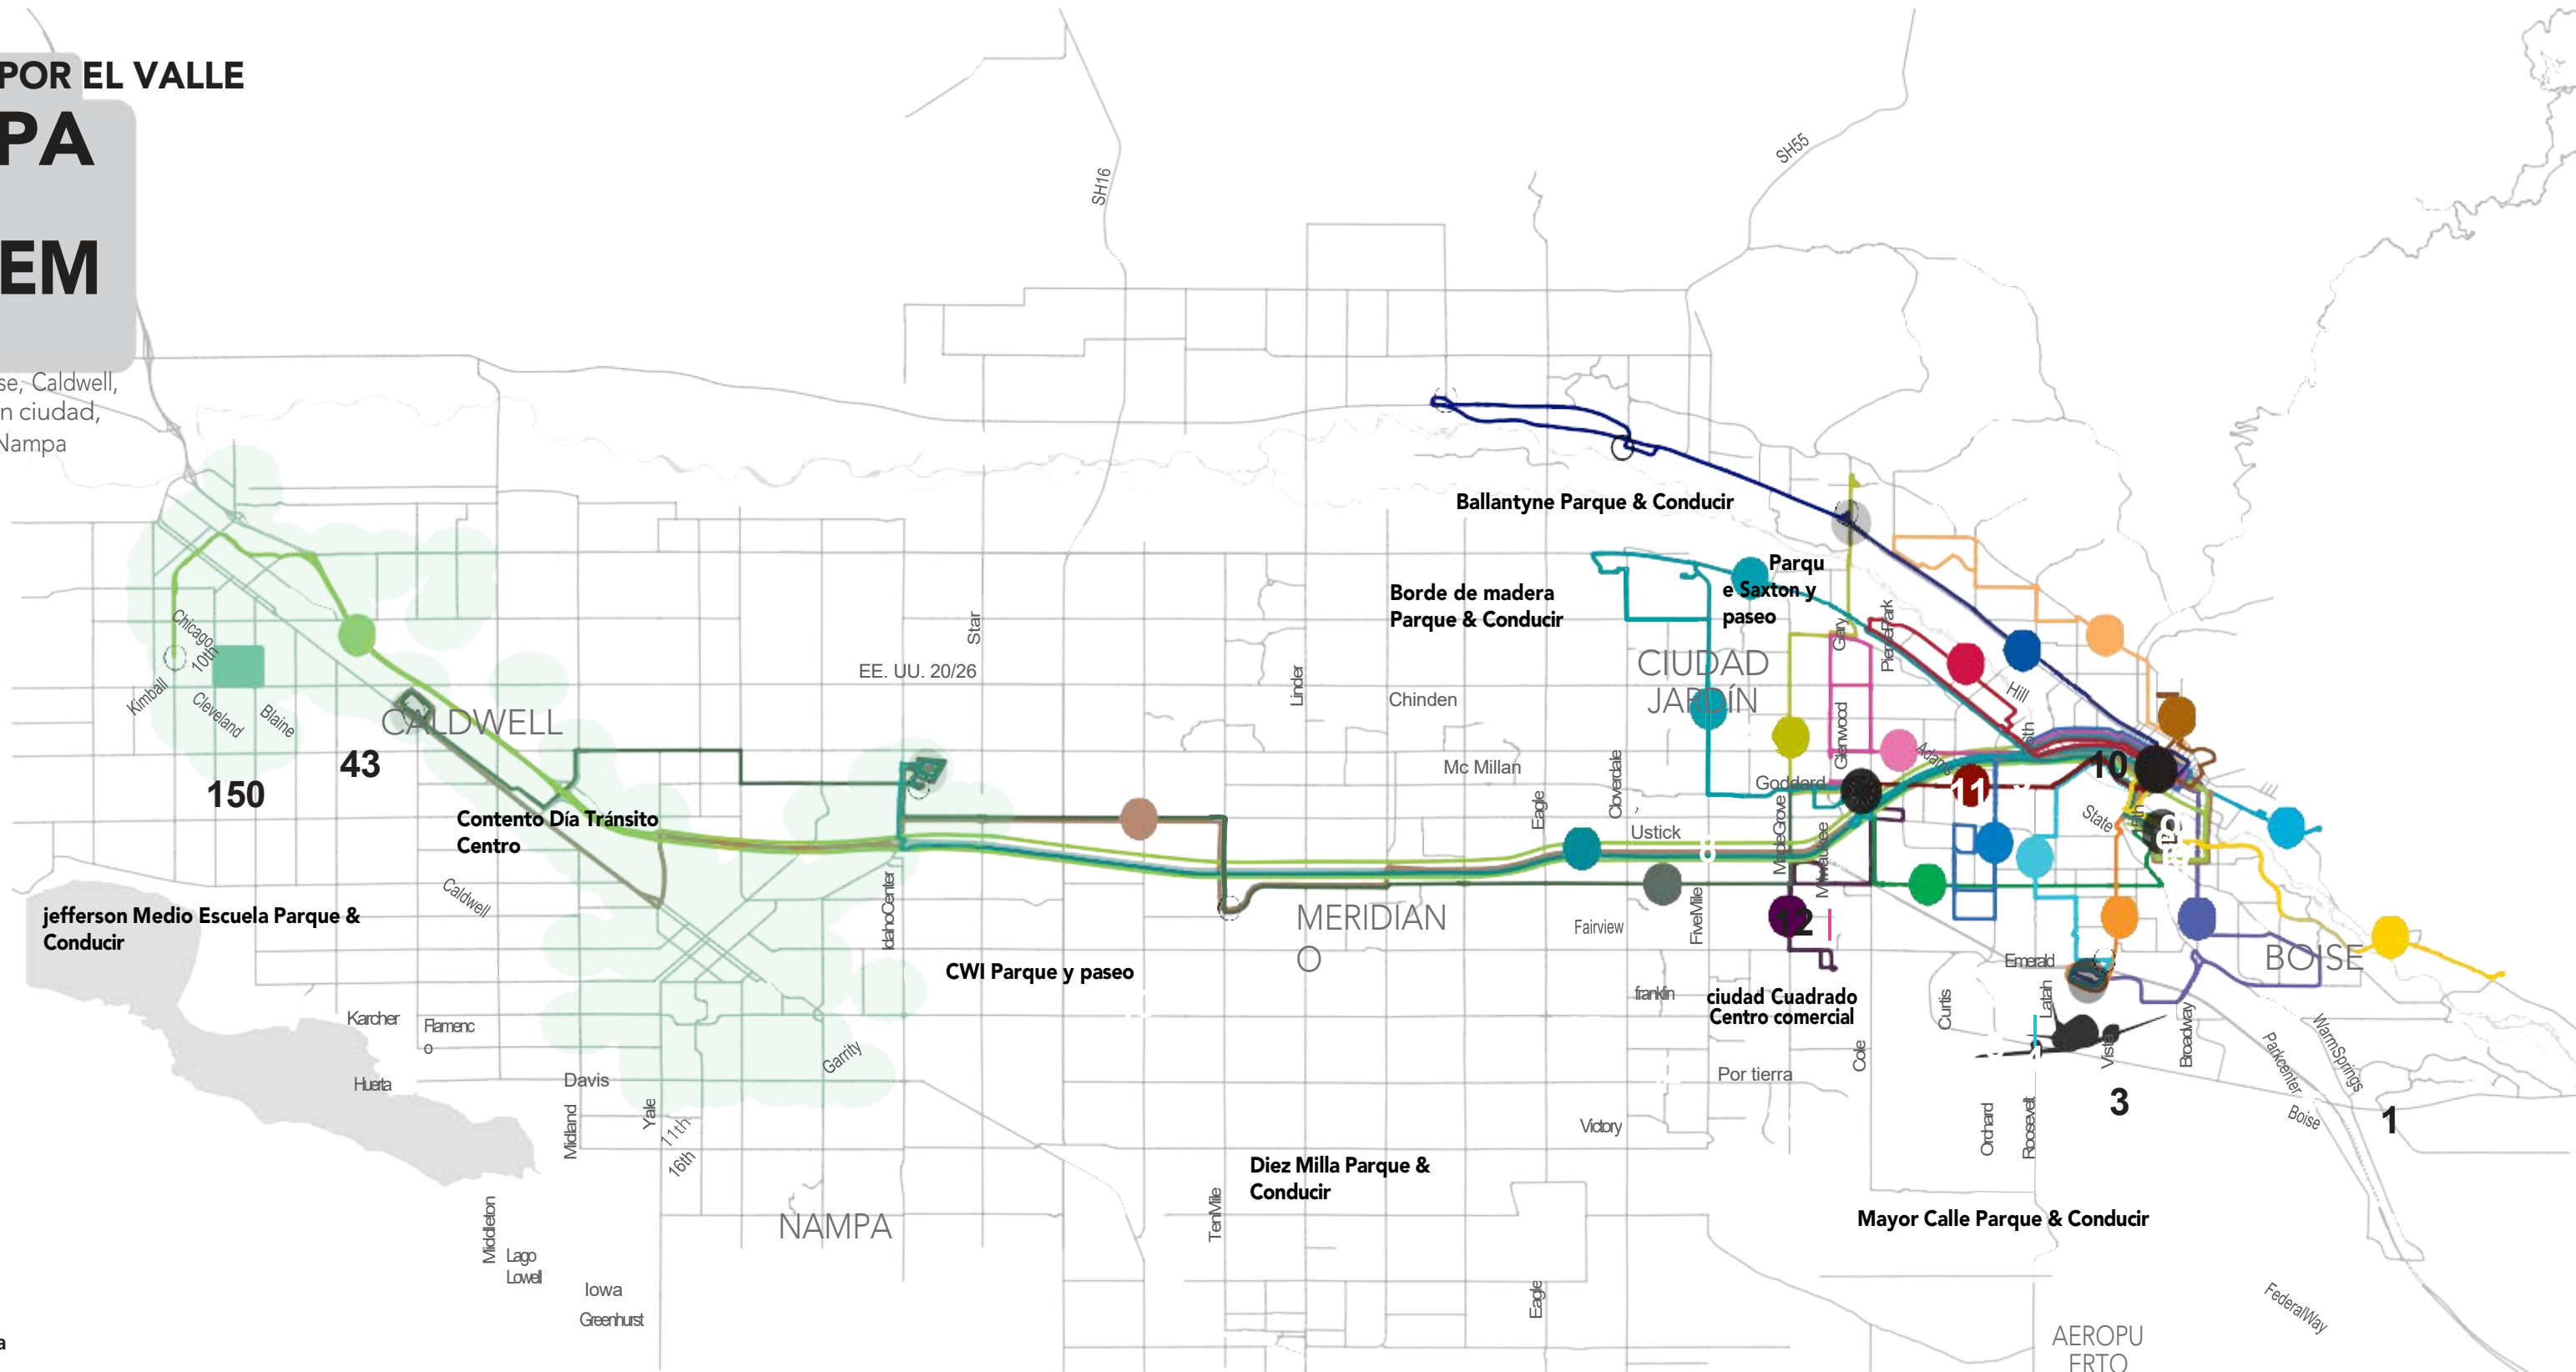 POR EL VALLE
PA
EM
se, Caldwell,
n ciudad,
Nampa
SH16
SH55
Ballantyne Parque & Conducir
Borde de madera
Parque & Conducir
Parqu
e Saxton y
paseo
CIUDAD
JARDÍN
Star
EE. UU. 20/26
Linder
Chinden
Gary
PiercePark
Hill
Chicago
10th
Kimball
Cleveland
Blaine
CALDWELL
43
150
Contento Día Tránsito
Centro
Mc Millan
Eagle
Cloverdale
Ustick
Goddard
Glenwood
Adams
MapleGrove
Milwaukee
10
11
8
State
Caldwell
IdahoCenter
jefferson Medio Escuela Parque &
Conducir
MERIDIAN
O
Fairview
FiveMile
12
CWI Parque y paseo
franklin
ciudad Cuadrado
Centro comercial
Emerald
Curtis
Latah
BOISE
Karcher
Flamenc
o
Huerta
Garrity
Davis
Midland
Yale
11th
16th
Por tierra
Cole
Vista
Broadway
WarmSprings
Parkcenter
Boise
3
1
Victory
Orchard
Roosevelt
Diez Milla Parque &
Conducir
Mayor Calle Parque & Conducir
TenMile
NAMPA
Middleton
Lago
Lowell
Iowa
Greenhurst
Eagle
FederalWay
AEROPU
ERTO
a